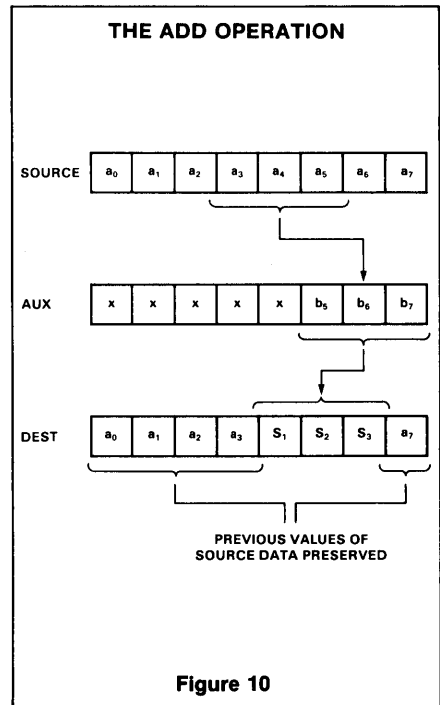 THE ADD OPERATION
SOURCE a₀ a₁ a₂ a₃ a₄ a₅ a₆ a₇
AUX x x x x x b₅ b₆ b₇
DEST a₀ a₁ a₂ a₃ S₁ S₂ S₃ a₇
PREVIOUS VALUES OF
SOURCE DATA PRESERVED
Figure 10